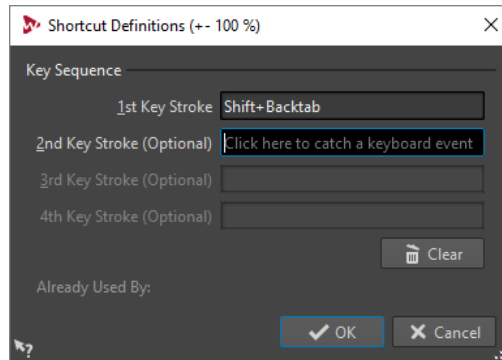 Shortcut Definitions (+- 100 %)
Key Sequence
1st Key Stroke Shift+Backtab
2nd Key Stroke (Optional) Click here to catch a keyboard event
3rd Key Stroke (Optional)
4th Key Stroke (Optional)
Clear
Already Used By:
OK Cancel